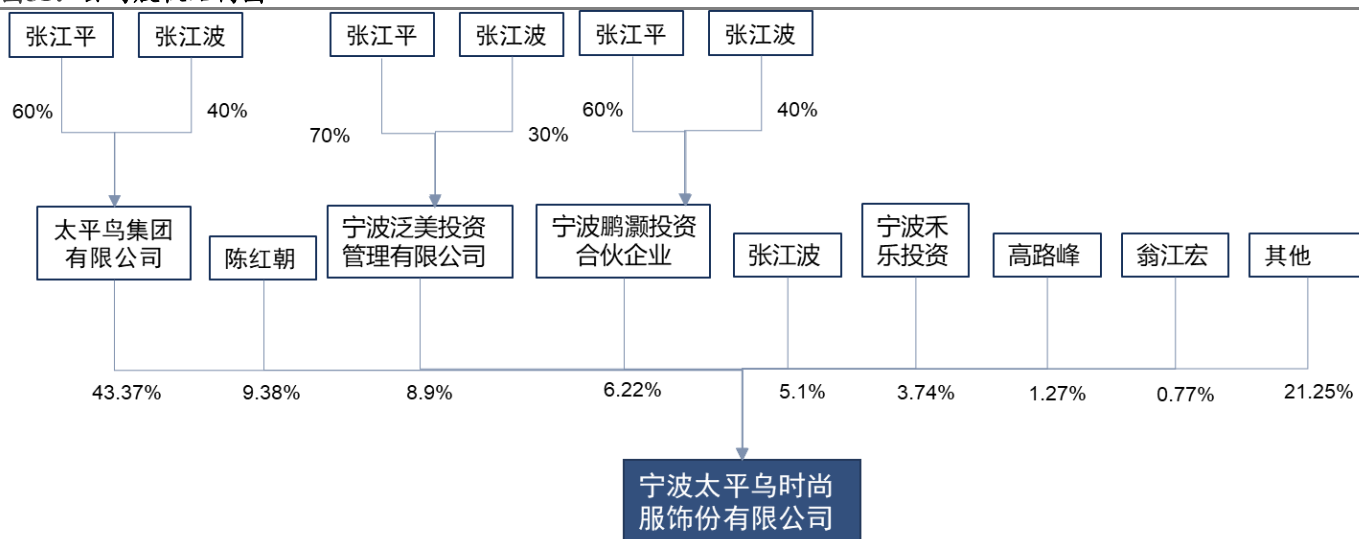 张江平 张江波 张江平 张江波 张江平 张江波
60% 40% 70% 30% 60% 40%
太平鸟集团
有限公司
陈红朝
宁波泛美投资
管理有限公司
宁波鹏灏投资
合伙企业
张江波
宁波禾
乐投资
高路峰
翁江宏
其他
43.37% 9.38% 8.9% 6.22% 5.1% 3.74% 1.27% 0.77% 21.25%
宁波太平乌时尚
服饰份有限公司